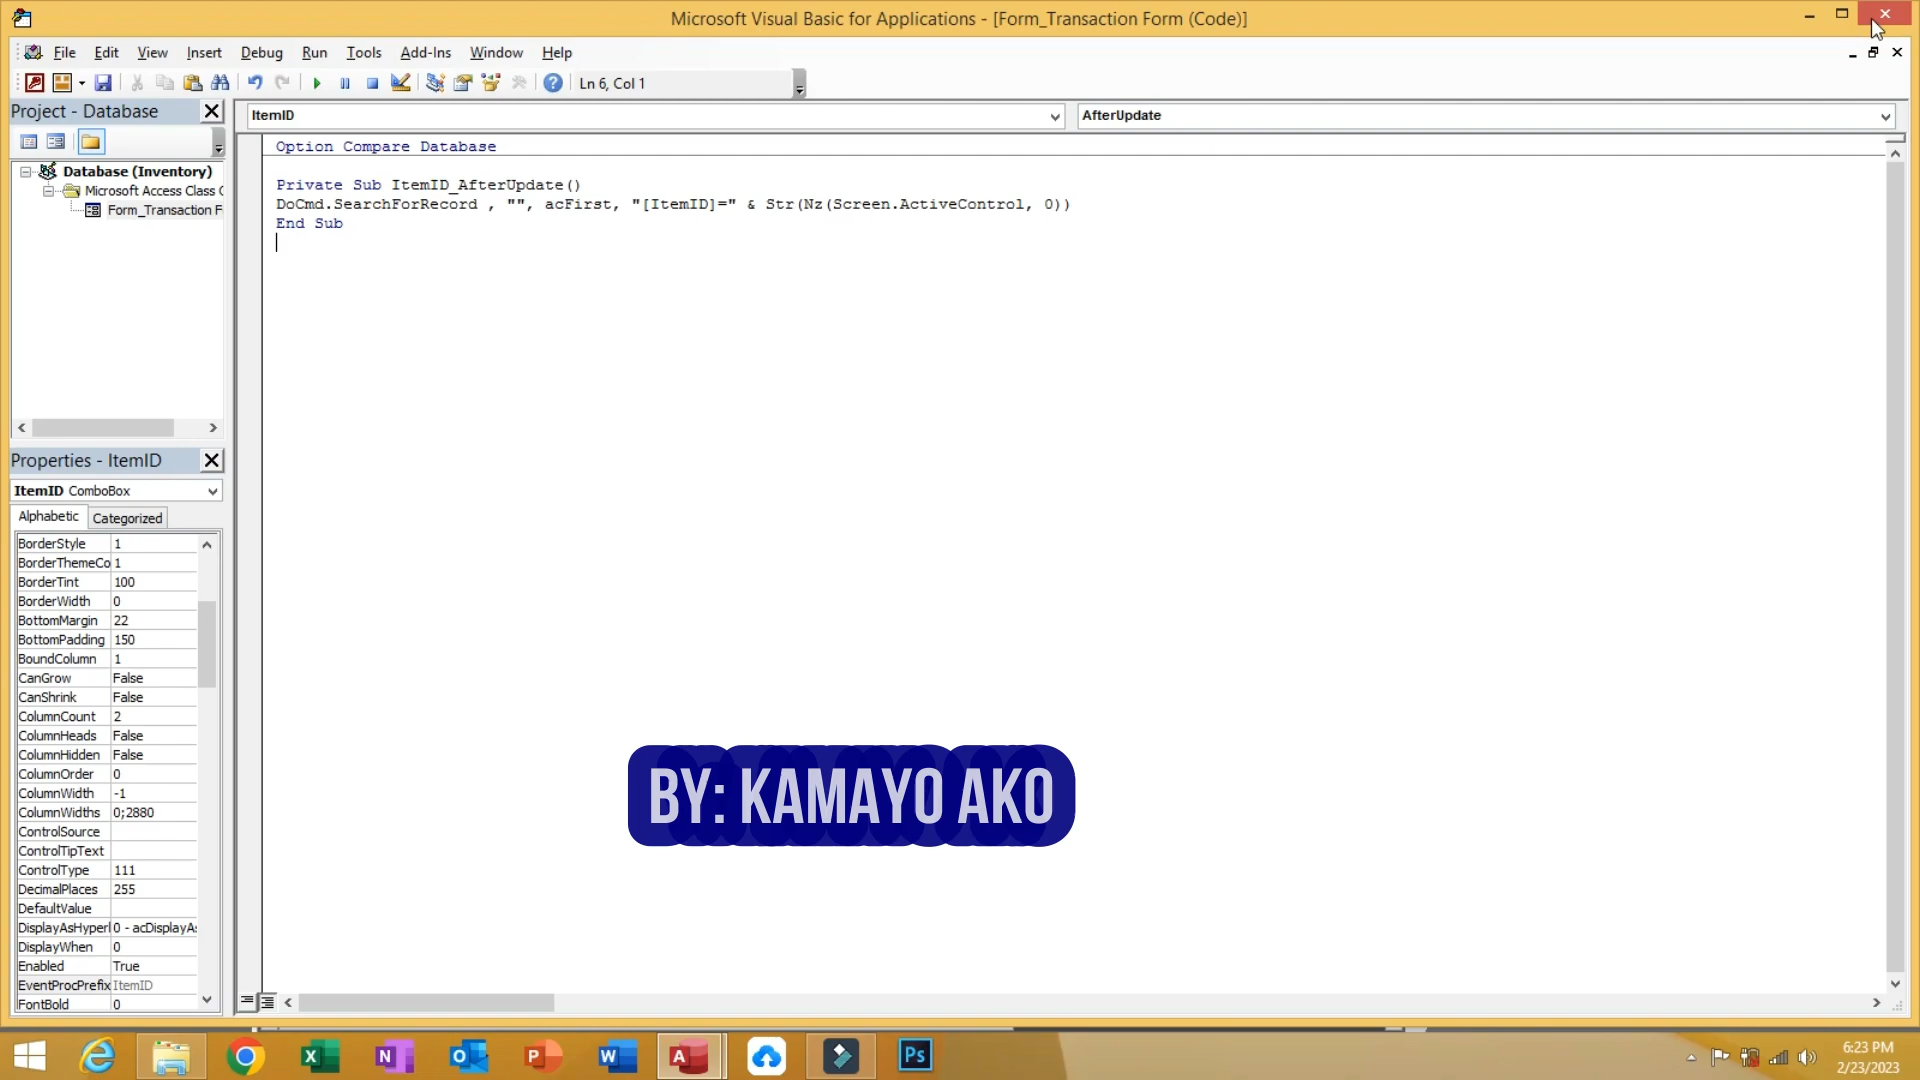 Microsoft Visual Basic for Applications - [Form_Transaction Form (Code)]
File Edit View Insert Debug Run Tools Add-Ins Window Help
Ln 6, Col 1
Project - Database
ItemID
AfterUpdate
Database (Inventory)
Microsoft Access Class C
Form_Transaction F
Option Compare Database
Private Sub ItemID_AfterUpdate()
DoCmd.SearchForRecord , "", acFirst, "[ItemID]=" & Str(Nz(Screen.ActiveControl, 0))
End Sub
Properties - ItemID
ItemID ComboBox
Alphabetic Categorized
BorderStyle 1
BorderThemeCo 1
BorderTint 100
BorderWidth 0
BottomMargin 22
BottomPadding 150
BoundColumn 1
CanGrow False
CanShrink False
ColumnCount 2
ColumnHeads False
ColumnHidden False
ColumnOrder 0
ColumnWidth -1
ColumnWidths 0;2880
ControlSource
ControlTipText
ControlType 111
DecimalPlaces 255
DefaultValue
DisplayAsHyperl 0 - acDisplayA
DisplayWhen 0
Enabled True
EventProcPrefix ItemID
FontBold 0
BY: KAMAYO AKO
6:23 PM
2/23/2023